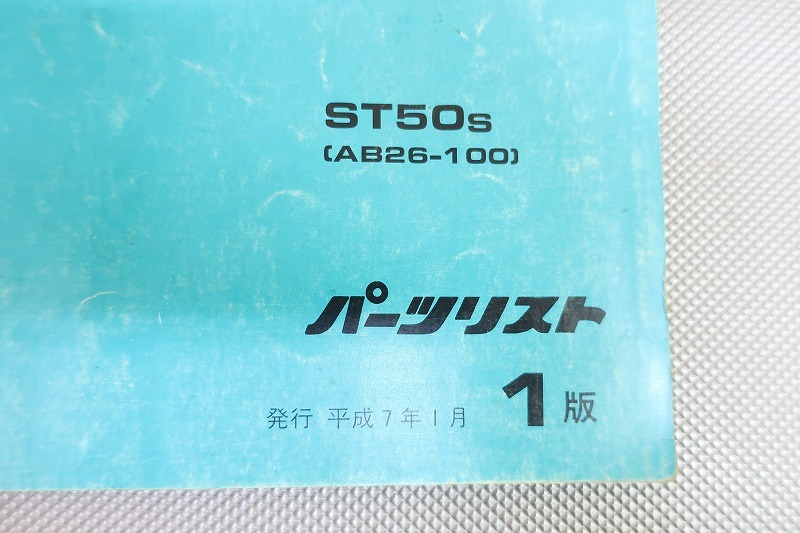 ST50s
(AB26-100)
パーツリスト
発行 平成7年1月 1版